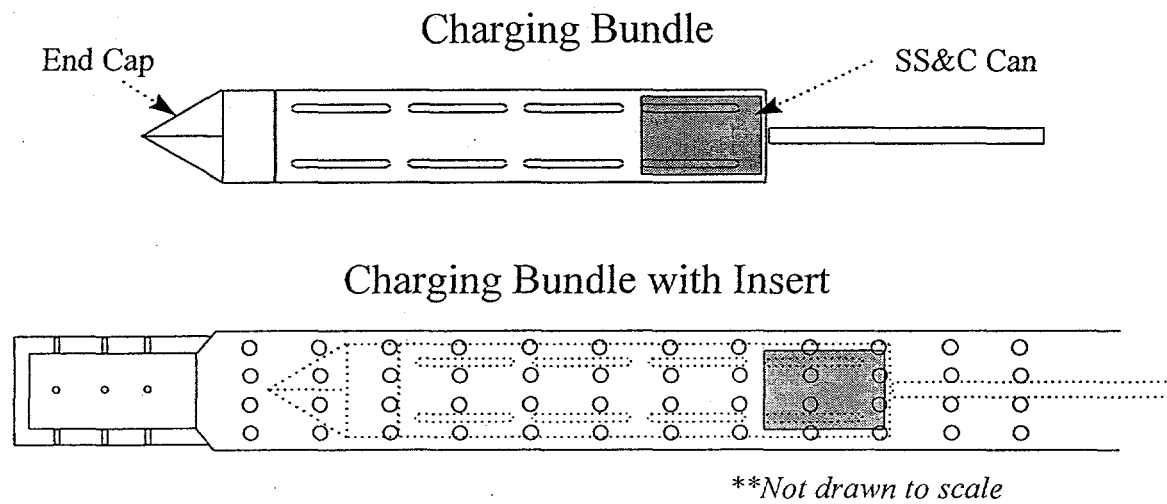 Charging Bundle
End Cap
SS&C Can
Charging Bundle with Insert
**Not drawn to scale